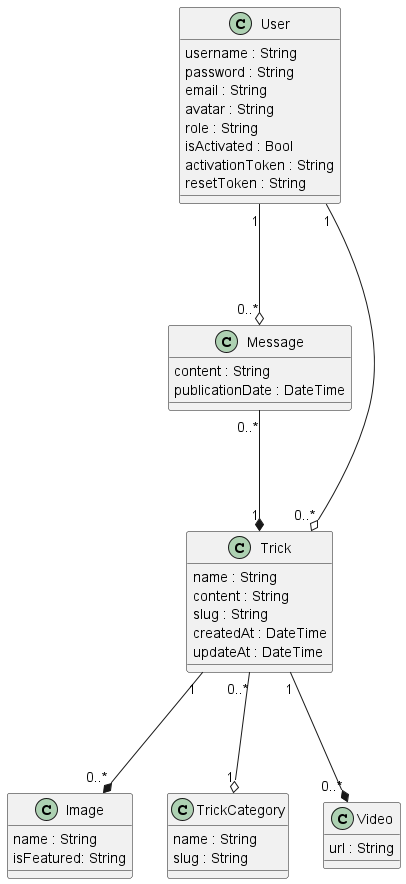 C User
username : String
password : String
email : String
avatar : String
role : String
isActivated : Bool
activationToken : String
resetToken : String
1
1
0..*
C Message
content : String
publicationDate : DateTime
0..*
1
0..*
C Trick
name : String
content : String
slug : String
createdAt : DateTime
updateAt : DateTime
1
0..*
1
0..*
1
0..*
C Image
name : String
isFeatured: String
C TrickCategory
name : String
slug : String
C Video
url : String